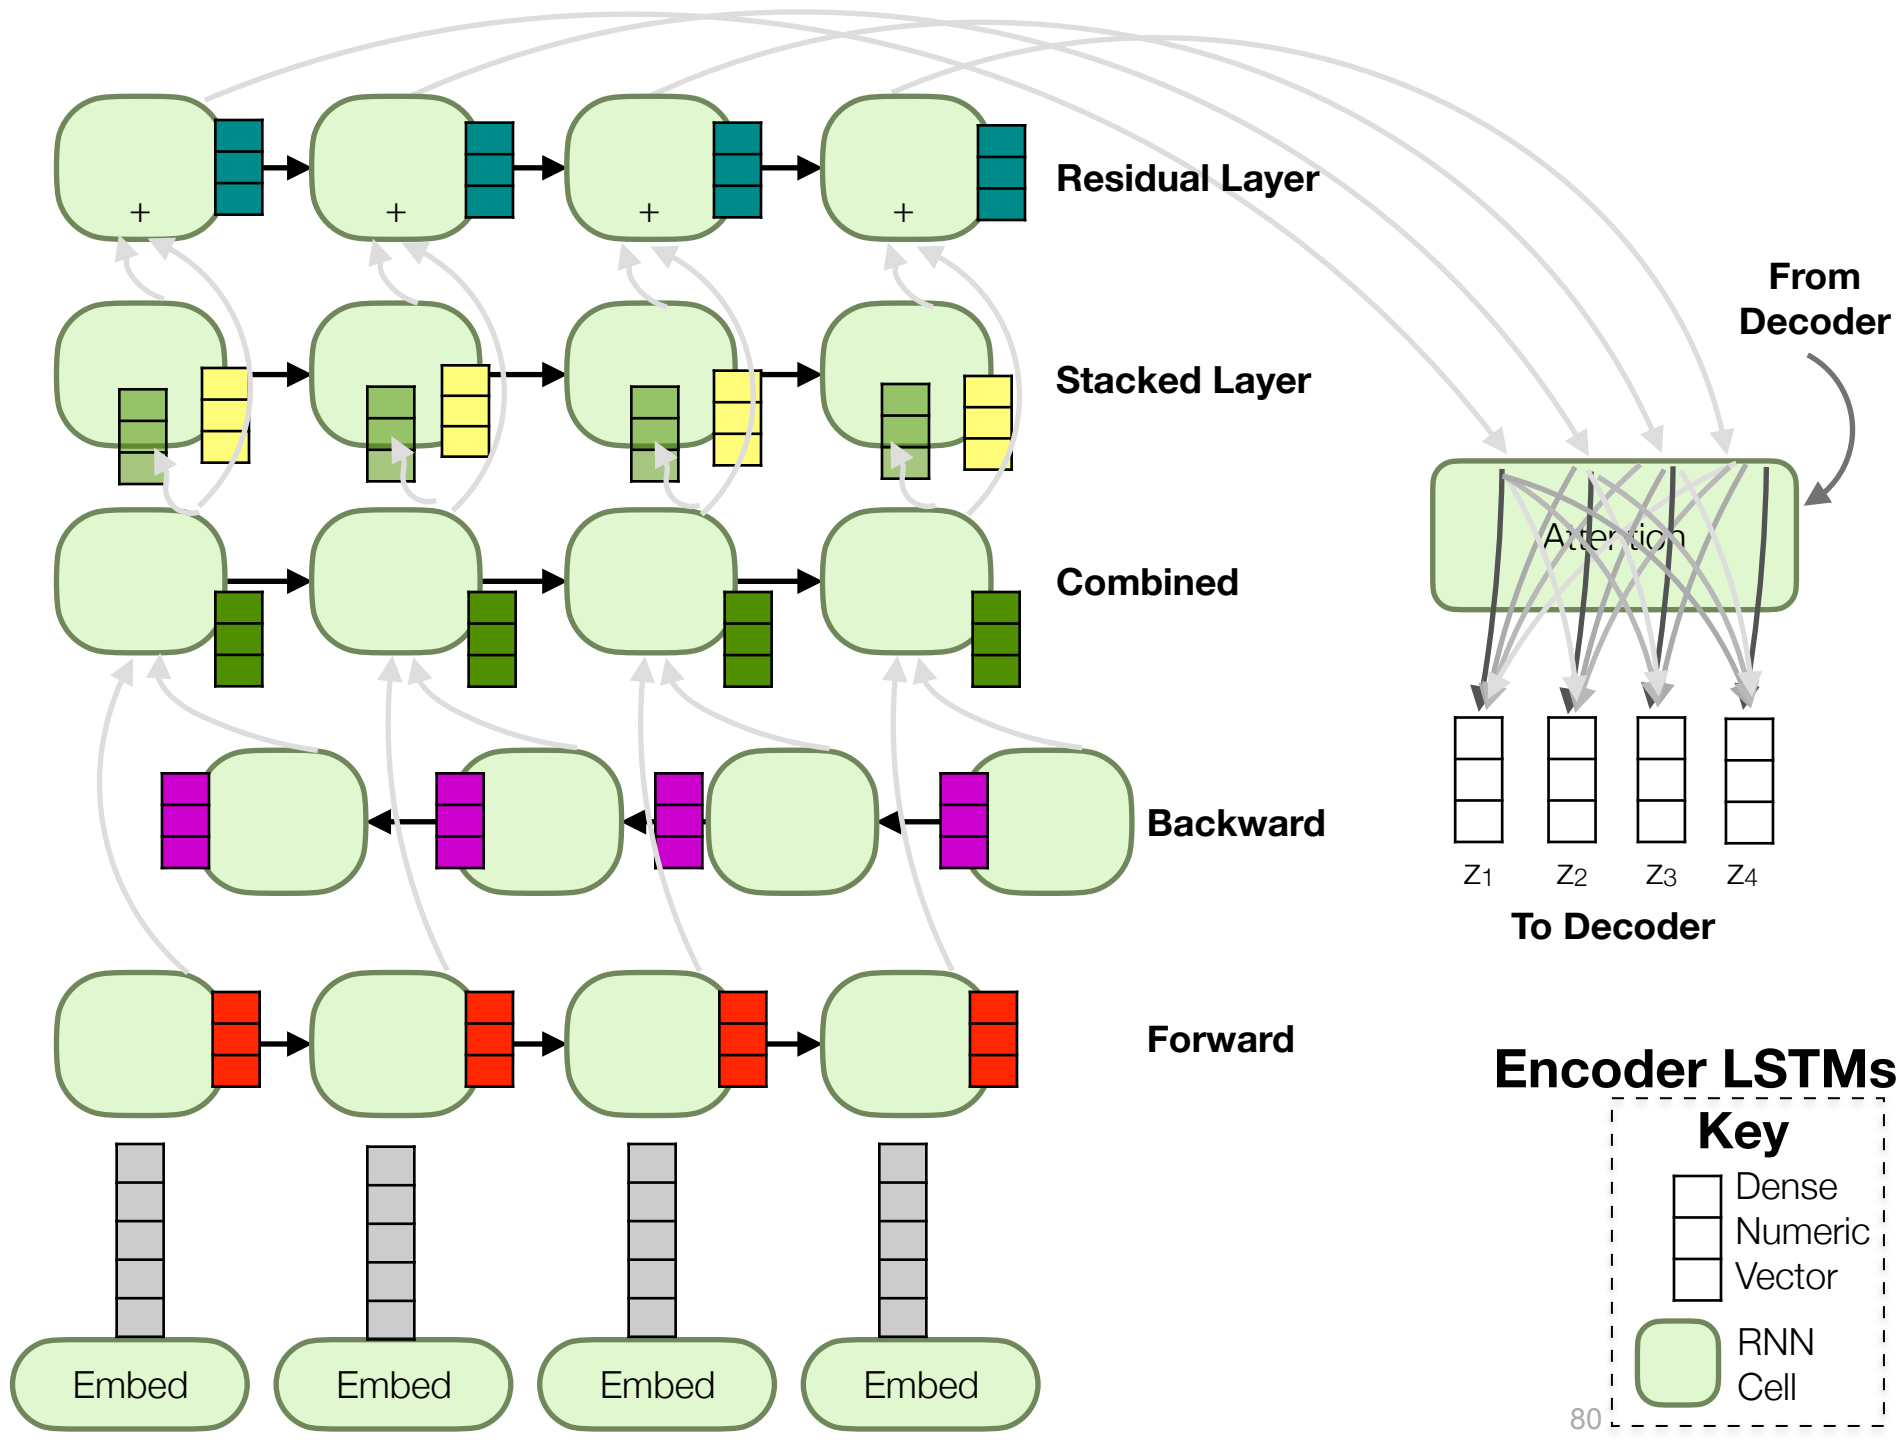 + + + +
Residual Layer
From
Decoder
Stacked Layer
Attention
Combined
Backward
z1 z2 z3 z4
To Decoder
Forward
Encoder LSTMs
Key
Dense
Numeric
Vector
RNN
Cell
Embed Embed Embed Embed
80